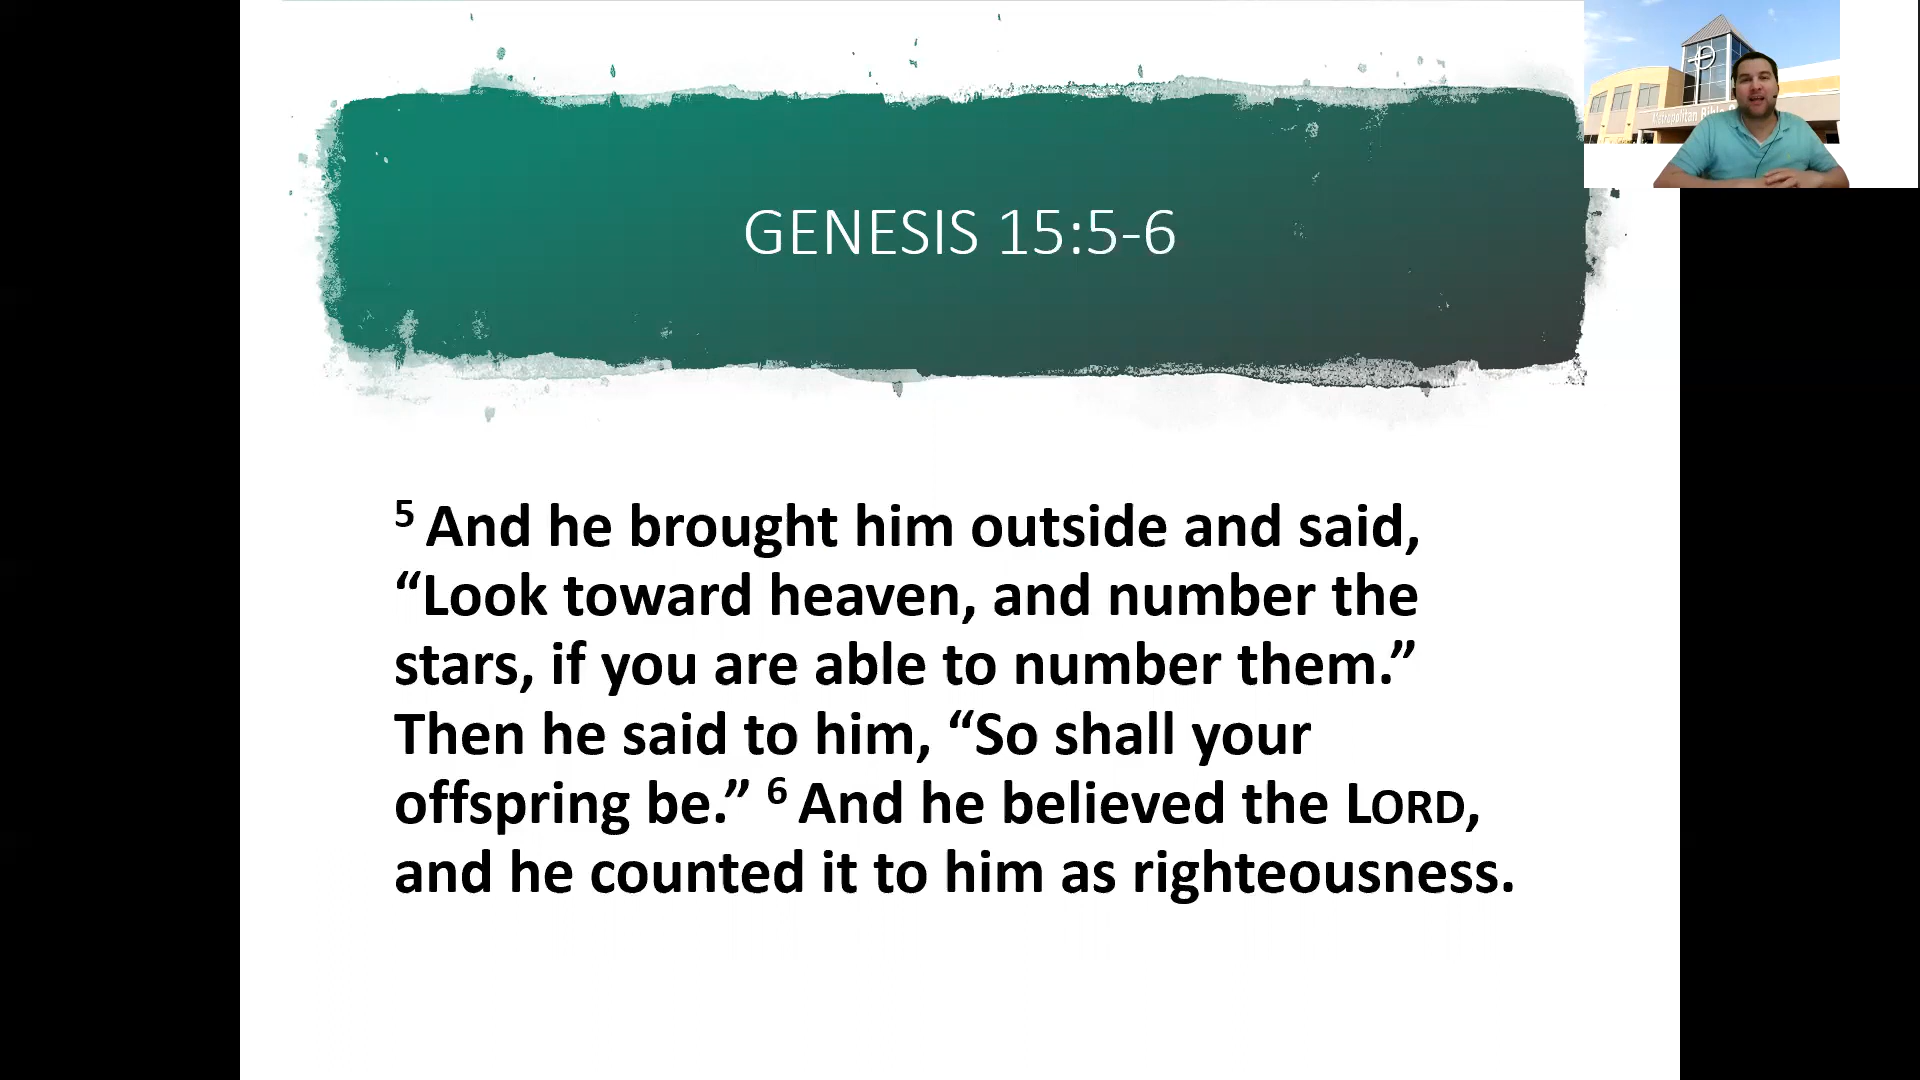 GENESIS 15:5-6
Metropolitan Bible
5 And he brought him outside and said,
“Look toward heaven, and number the
stars, if you are able to number them.”
Then he said to him, “So shall your
offspring be.” 6 And he believed the LORD,
and he counted it to him as righteousness.